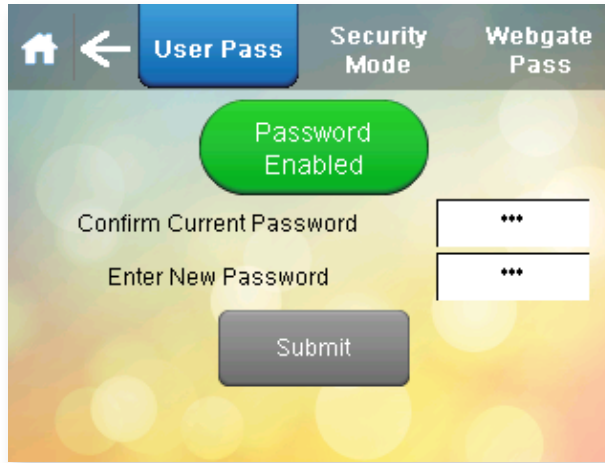 User Pass
Security
Mode
Webgate
Pass
Password
Enabled
Confirm Current Password
***
Enter New Password
***
Submit